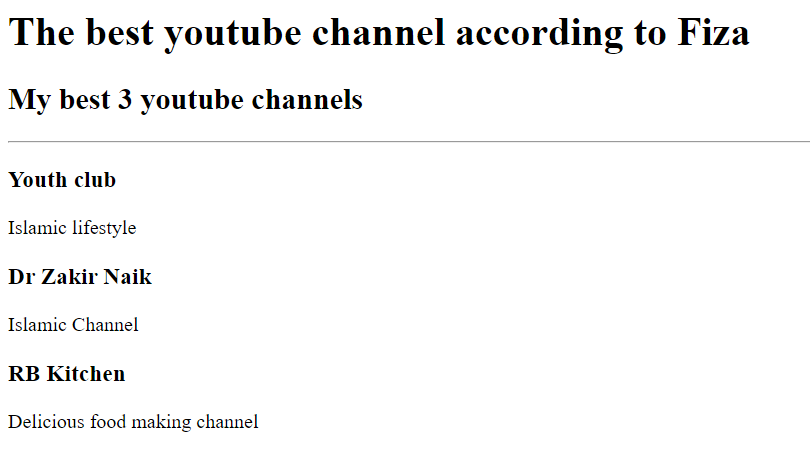 The best youtube channel according to Fiza
My best 3 youtube channels
Youth club
Islamic lifestyle
Dr Zakir Naik
Islamic Channel
RB Kitchen
Delicious food making channel